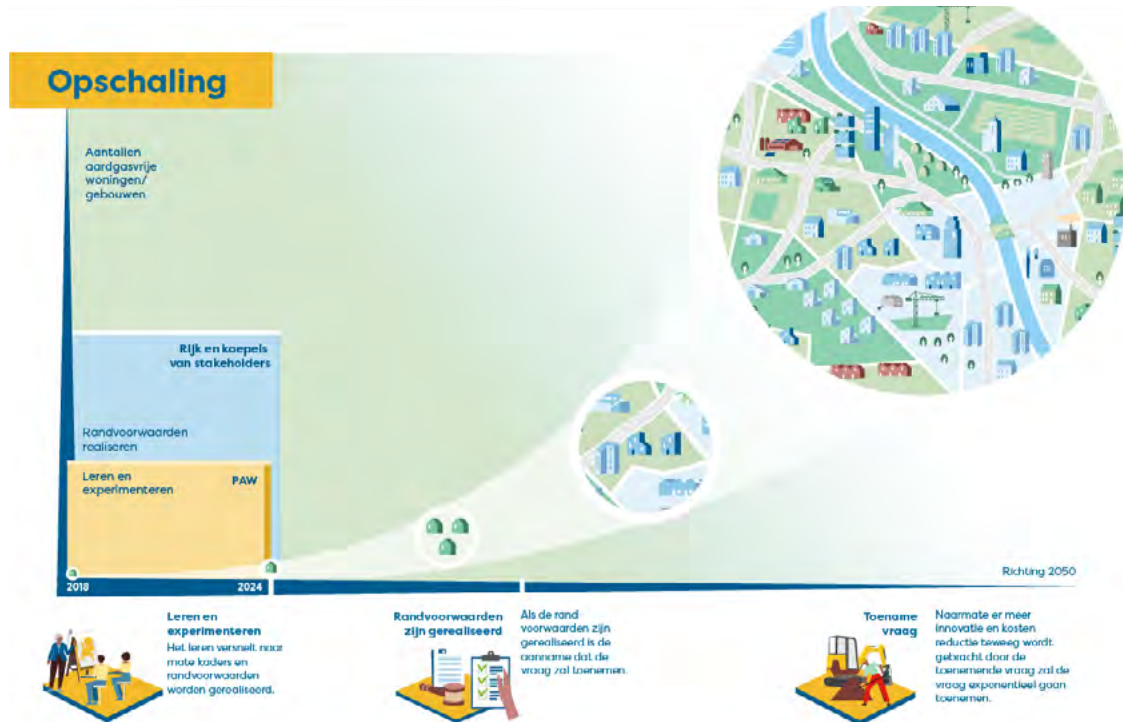 Opschaling
Aantallen
aardgasvrije
woningen/
gebouwen
Rijk en koepels
van stakeholders
Randvoorwaarden
realiseren
Leren en
experimenteren
PAW
2018
2024
Richting 2050
Leren en
experimenteren
Het leren versnelt naar
mate kaders en
randvoorwaarden
worden gerealiseerd.
Randvoorwaarden
zijn gerealiseerd
Als de rand
voorwaarden zijn
gerealiseerd is de
aanname dat de
vraag zal toenemen.
Toename
vraag
Naarmate er meer
innovatie en kosten
reductie teweeg wordt
gebracht door de
toenemende vraag zal de
vraag exponentieel gaan
toenemen.